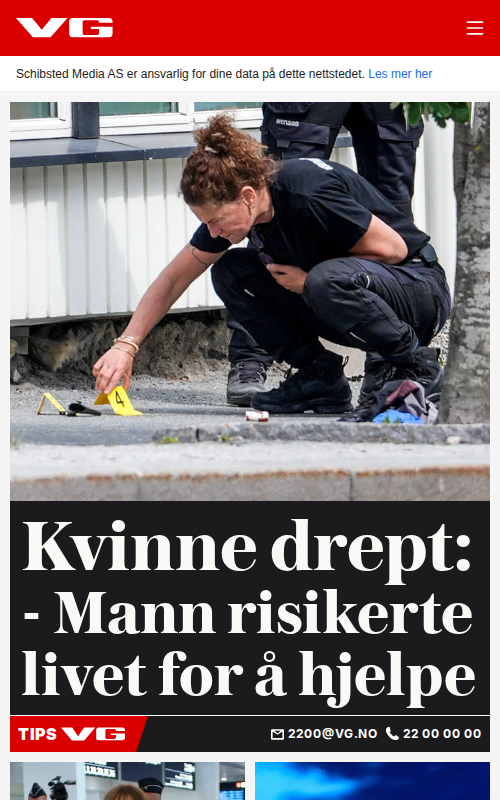 VG
Schibsted Media AS er ansvarlig for dine data på dette nettstedet. Les mer her
wenaas
4
Kvinne drept:
- Mann risikerte
livet for å hjelpe
TIPS VG 2200@VG.NO 22 00 00 00